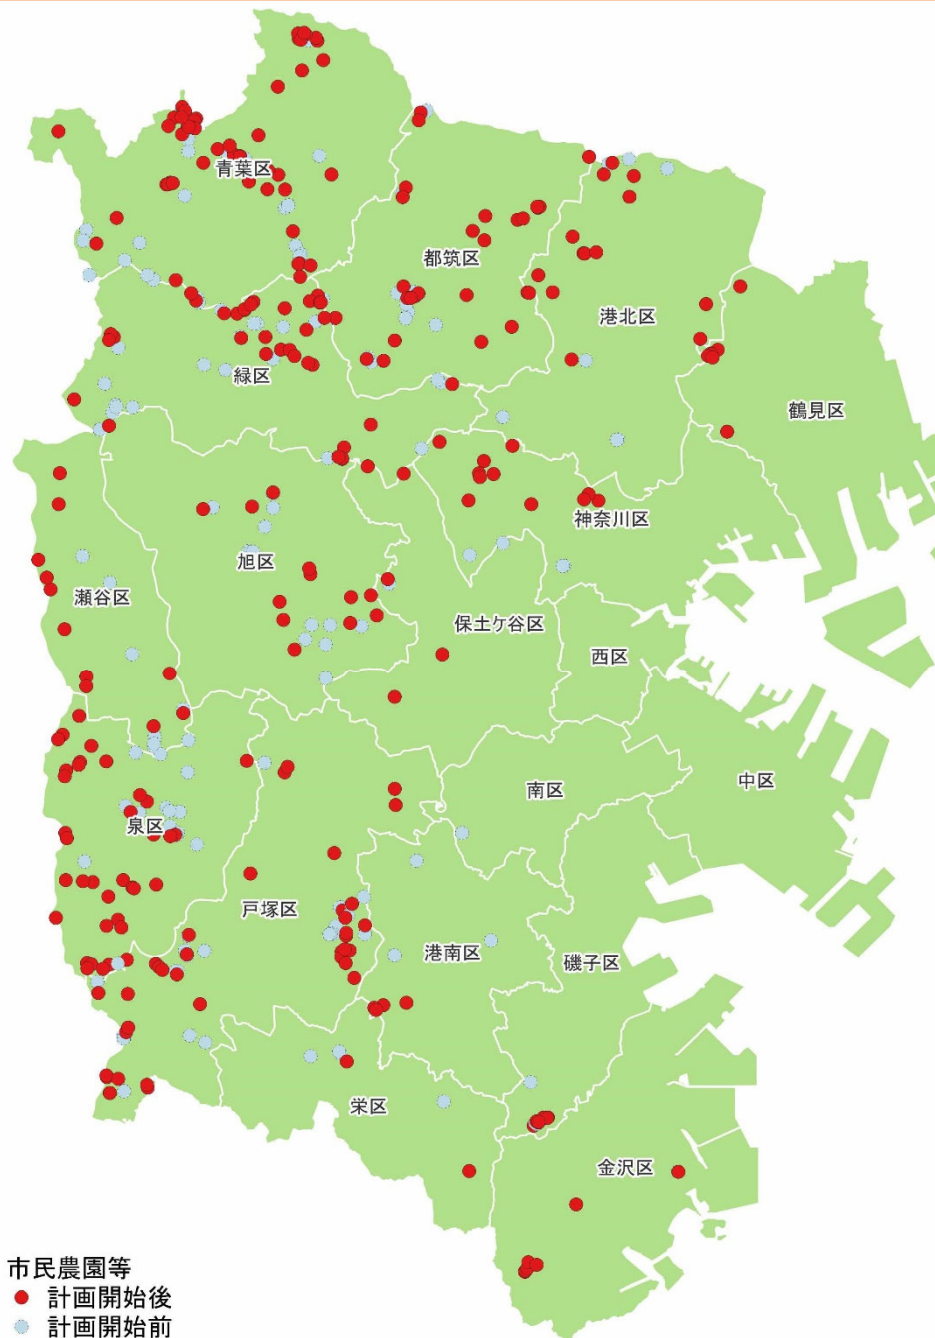 青葉区
都筑区
港北区
緑区
鶴見区
神奈川区
旭区
瀬谷区
保土ケ谷区
西区
南区
中区
泉区
戸塚区
港南区
磯子区
栄区
金沢区
市民農園等
計画開始後
計画開始前